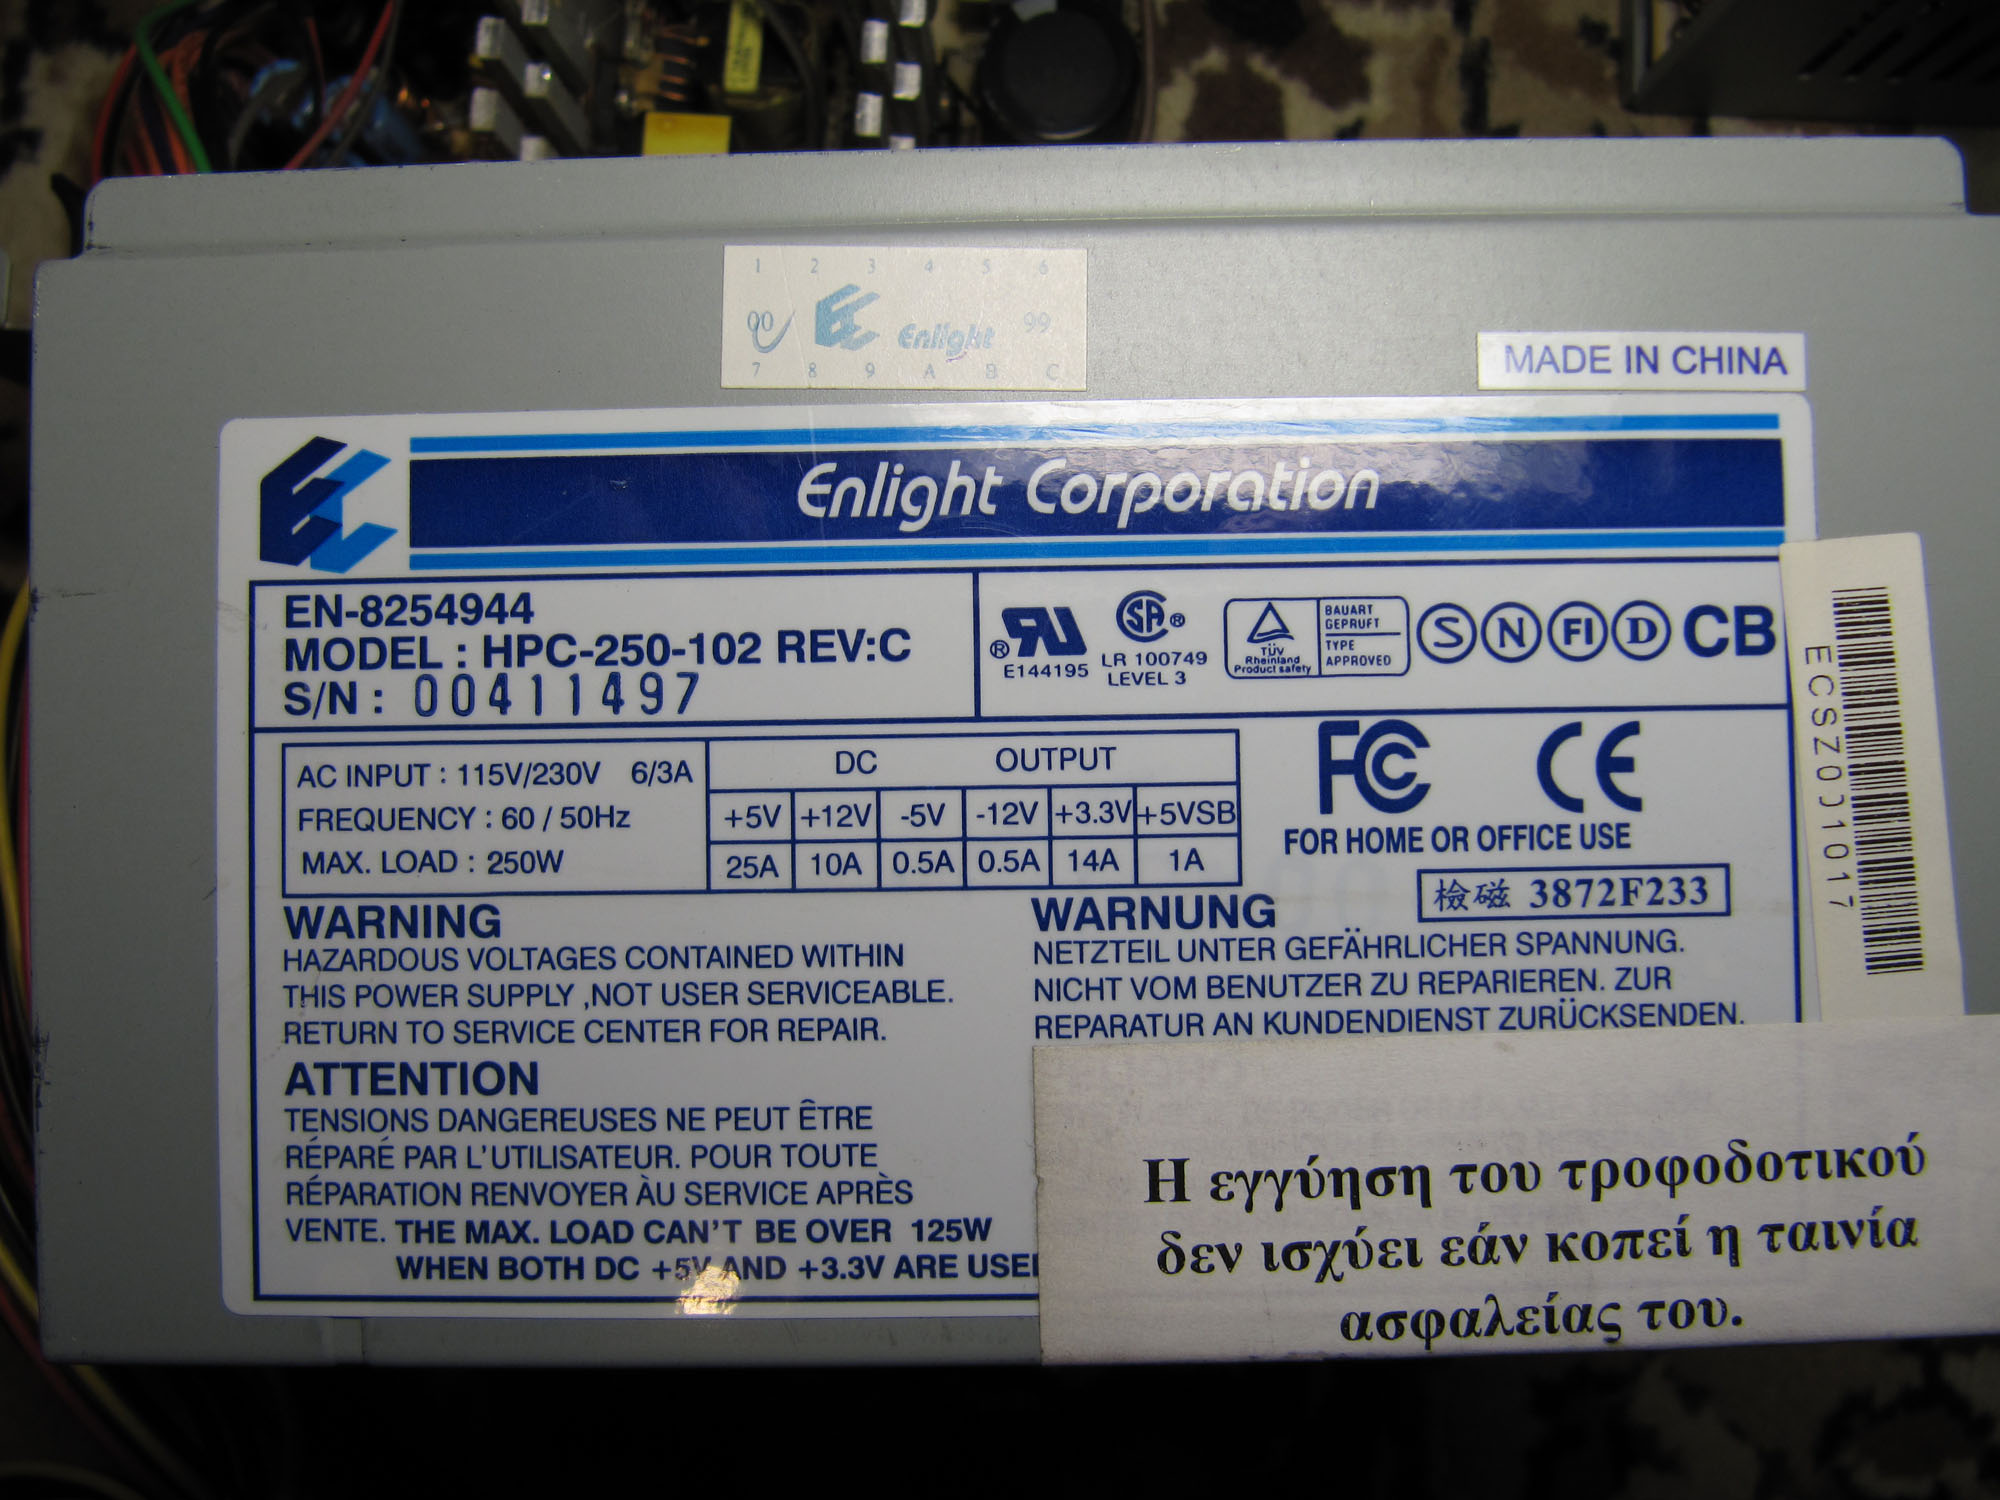 1 2 3 4 5 6
00 Enlight 99
7 8 9 A B C
MADE IN CHINA
Enlight Corporation
EN-8254944
MODEL : HPC-250-102 REV:C
S/N : 00411497
E144195
LR 100749
LEVEL 3
TÜV
Rheinland
Product safety
BAUART
GEPRÜFT
TYPE
APPROVED
S N FI D CB
ECSZ001017
AC INPUT : 115V/230V 6/3A
FREQUENCY : 60 / 50Hz
MAX. LOAD : 250W
DC OUTPUT
+5V +12V -5V -12V +3.3V +5VSB
25A 10A 0.5A 0.5A 14A 1A
FC CE
FOR HOME OR OFFICE USE
檢磁 3872F233
WARNING
HAZARDOUS VOLTAGES CONTAINED WITHIN
THIS POWER SUPPLY ,NOT USER SERVICEABLE.
RETURN TO SERVICE CENTER FOR REPAIR.
WARNUNG
NETZTEIL UNTER GEFÄHRLICHER SPANNUNG.
NICHT VOM BENUTZER ZU REPARIEREN. ZUR
REPARATUR AN KUNDENDIENST ZURÜCKSENDEN.
ATTENTION
TENSIONS DANGEREUSES NE PEUT ÊTRE
RÉPARÉ PAR L'UTILISATEUR. POUR TOUTE
RÉPARATION RENVOYER ÀU SERVICE APRÈS
VENTE. THE MAX. LOAD CAN'T BE OVER 125W
WHEN BOTH DC +5V AND +3.3V ARE USED
Η εγγύηση του τροφοδοτικού
δεν ισχύει εάν κοπεί η ταινία
ασφαλείας του.